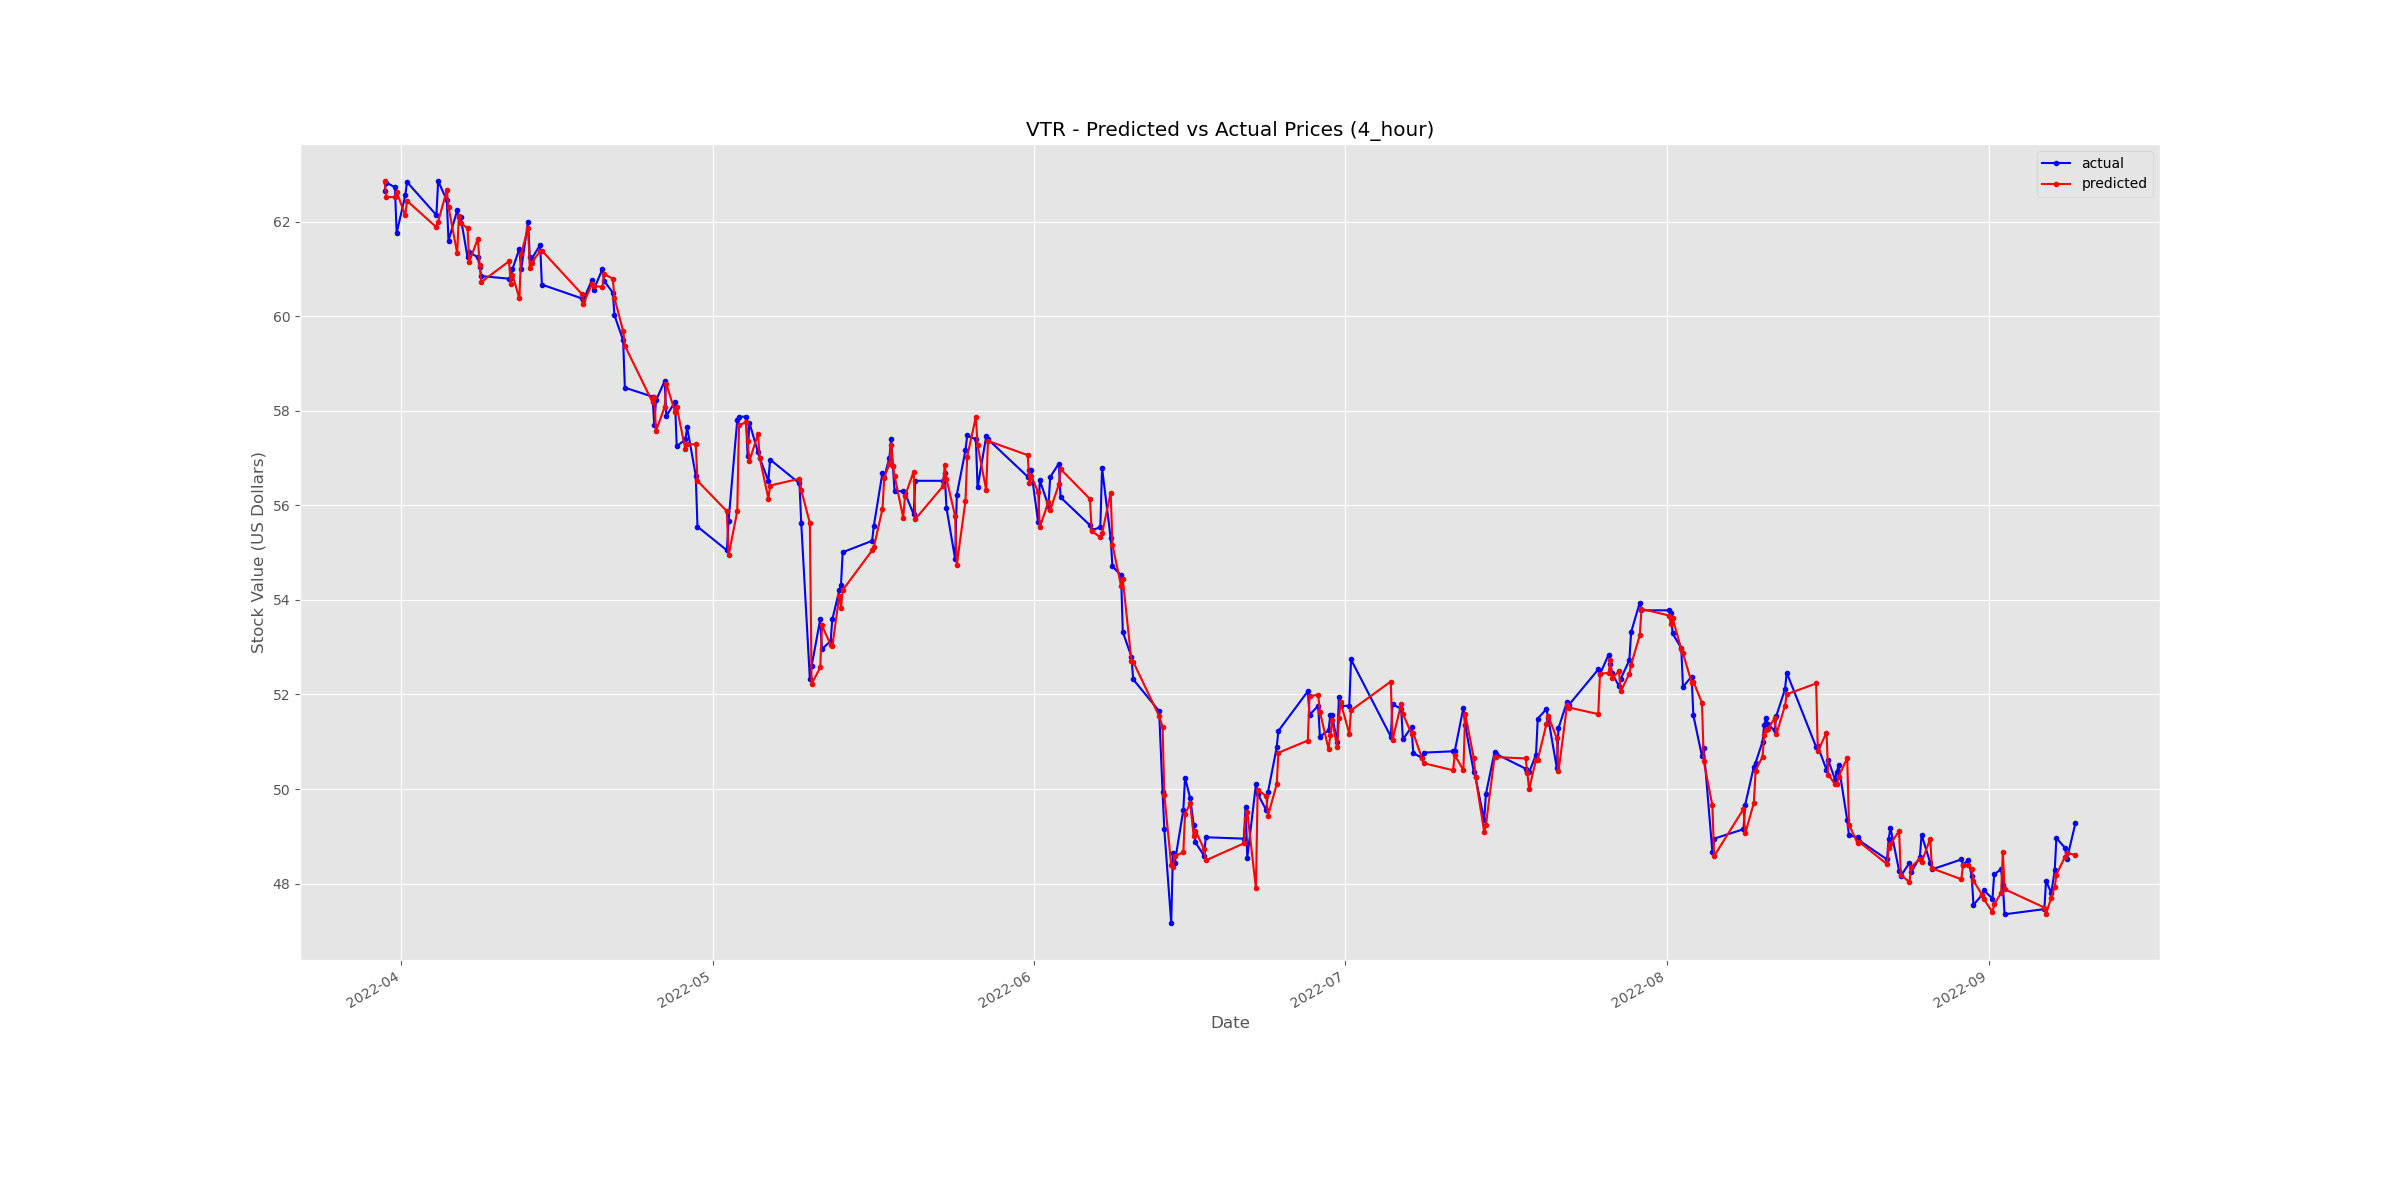 VTR - Predicted vs Actual Prices (4_hour)
actual
predicted
62
60
58
56
54
52
50
48
Stock Value (US Dollars)
2022-04
2022-05
2022-06
2022-07
2022-08
2022-09
Date